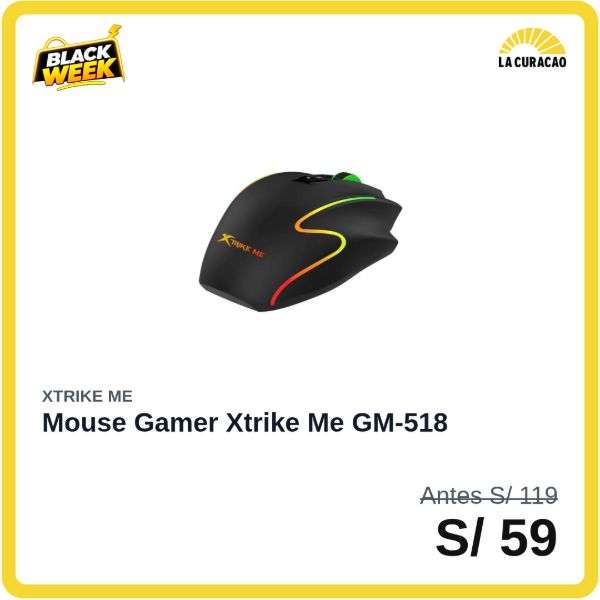 BLACK
WEEK
LA CURACAO
XTRIKE ME
XTRIKE ME
Mouse Gamer Xtrike Me GM-518
Antes S/ 119
S/ 59